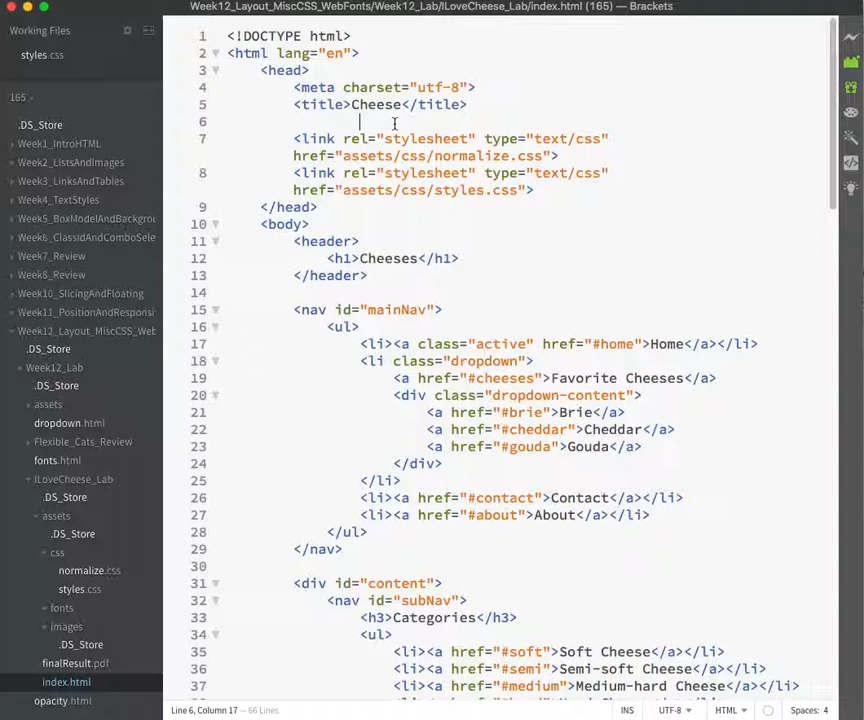 Week12_Layout_MiscCSS_WebFonts/Week12_Lab/ILoveCheese_Lab/index.html (165) — Brackets
Working Files
styles.css
165
.DS_Store
Week1_IntroHTML
Week2_ListsAndImages
Week3_LinksAndTables
Week4_TextStyles
Week5_BoxModelAndBackgrou
Week6_ClassIdAndComboSele
Week7_Review
Week8_Review
Week10_SlicingAndFloating
Week11_PositionAndResponsi
Week12_Layout_MiscCSS_Web
.DS_Store
Week12_Lab
.DS_Store
assets
dropdown.html
Flexible_Cats_Review
fonts.html
ILoveCheese_Lab
.DS_Store
assets
.DS_Store
css
normalize.css
styles.css
fonts
images
.DS_Store
finalResult.pdf
index.html
opacity.html
1 <!DOCTYPE html>
2 <html lang="en">
3 <head>
4 <meta charset="utf-8">
5 <title>Cheese</title>
6
7 <link rel="stylesheet" type="text/css"
href="assets/css/normalize.css">
8 <link rel="stylesheet" type="text/css"
href="assets/css/styles.css">
9 </head>
10 <body>
11 <header>
12 <h1>Cheeses</h1>
13 </header>
14
15 <nav id="mainNav">
16 <ul>
17 <li><a class="active" href="#home">Home</a></li>
18 <li class="dropdown">
19 <a href="#cheeses">Favorite Cheeses</a>
20 <div class="dropdown-content">
21 <a href="#brie">Brie</a>
22 <a href="#cheddar">Cheddar</a>
23 <a href="#gouda">Gouda</a>
24 </div>
25 </li>
26 <li><a href="#contact">Contact</a></li>
27 <li><a href="#about">About</a></li>
28 </ul>
29 </nav>
30
31 <div id="content">
32 <nav id="subNav">
33 <h3>Categories</h3>
34 <ul>
35 <li><a href="#soft">Soft Cheese</a></li>
36 <li><a href="#semi">Semi-soft Cheese</a></li>
37 <li><a href="#medium">Medium-hard Cheese</a></li>
Line 6, Column 17 — 66 Lines
INS UTF-8 HTML Spaces: 4